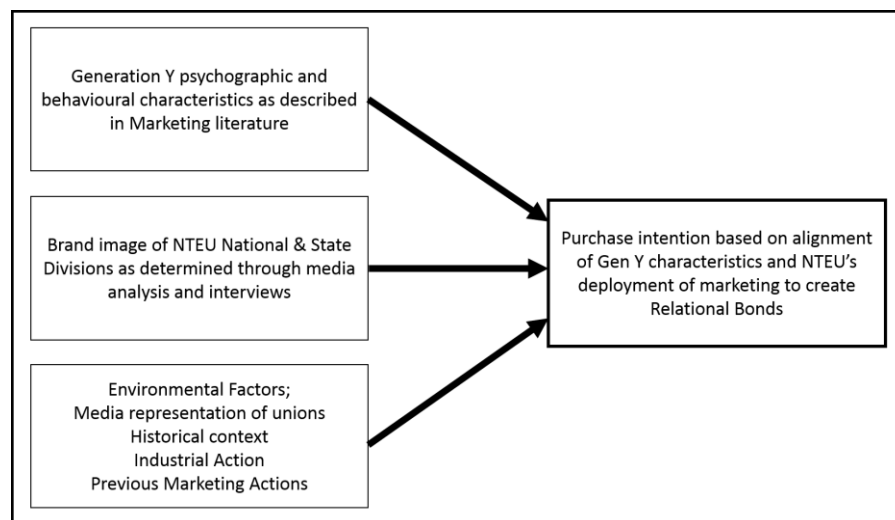 Generation Y psychographic and
behavioural characteristics as described
in Marketing literature
Brand image of NTEU National & State
Divisions as determined through media
analysis and interviews
Environmental Factors;
Media representation of unions
Historical context
Industrial Action
Previous Marketing Actions
Purchase intention based on alignment
of Gen Y characteristics and NTEU's
deployment of marketing to create
Relational Bonds